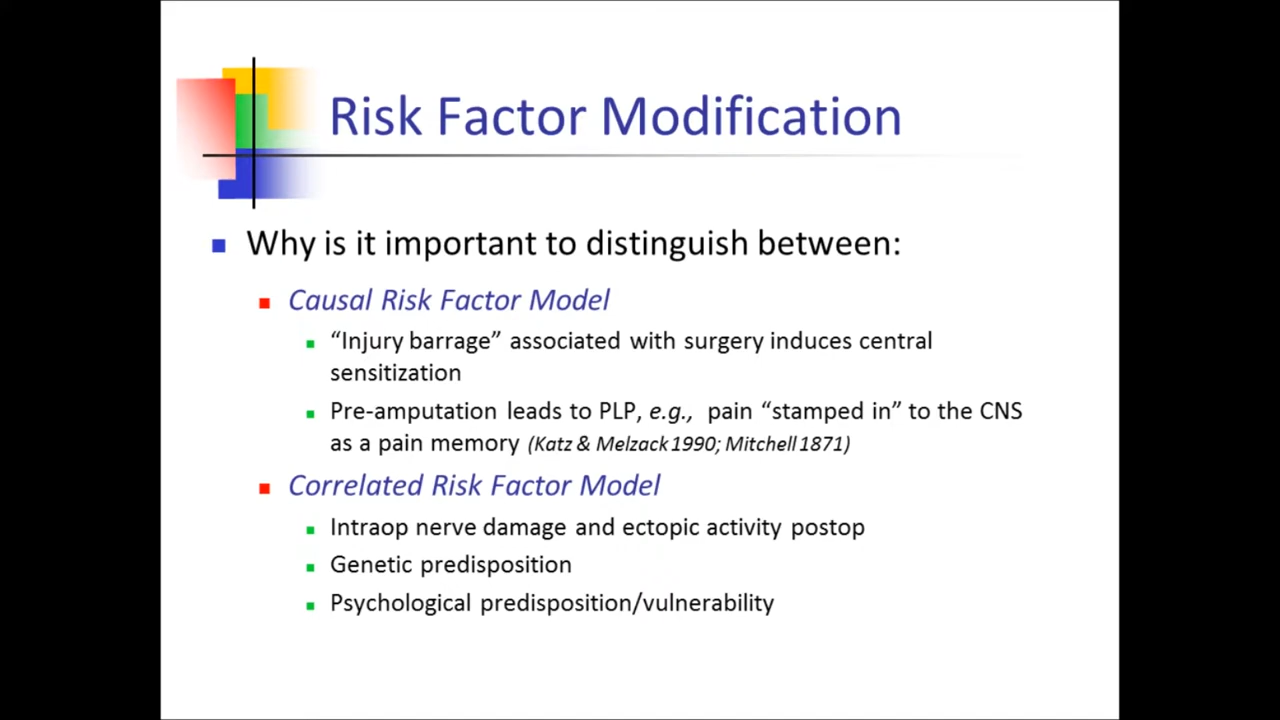 Risk Factor Modification
Why is it important to distinguish between:
Causal Risk Factor Model
“Injury barrage” associated with surgery induces central
sensitization
Pre-amputation leads to PLP, e.g., pain “stamped in” to the CNS
as a pain memory (Katz & Melzack 1990; Mitchell 1871)
Correlated Risk Factor Model
Intraop nerve damage and ectopic activity postop
Genetic predisposition
Psychological predisposition/vulnerability